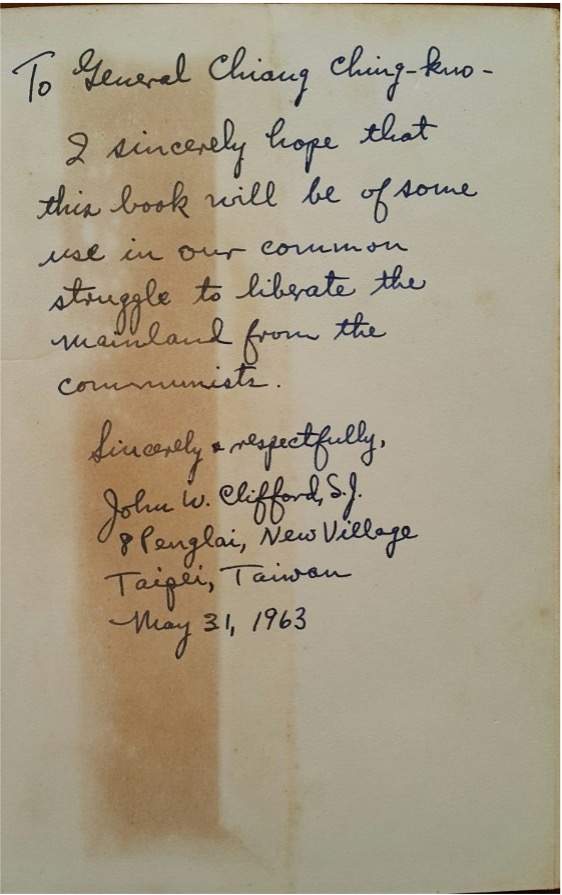 To General Chiang Ching-kuo -
I sincerely hope that
this book will be of some
use in our common
struggle to liberate the
mainland from the
communists.
Sincerely & respectfully,
John W. Clifford, S.J.
8 Penglai, New Village
Taipei, Taiwan
May 31, 1963